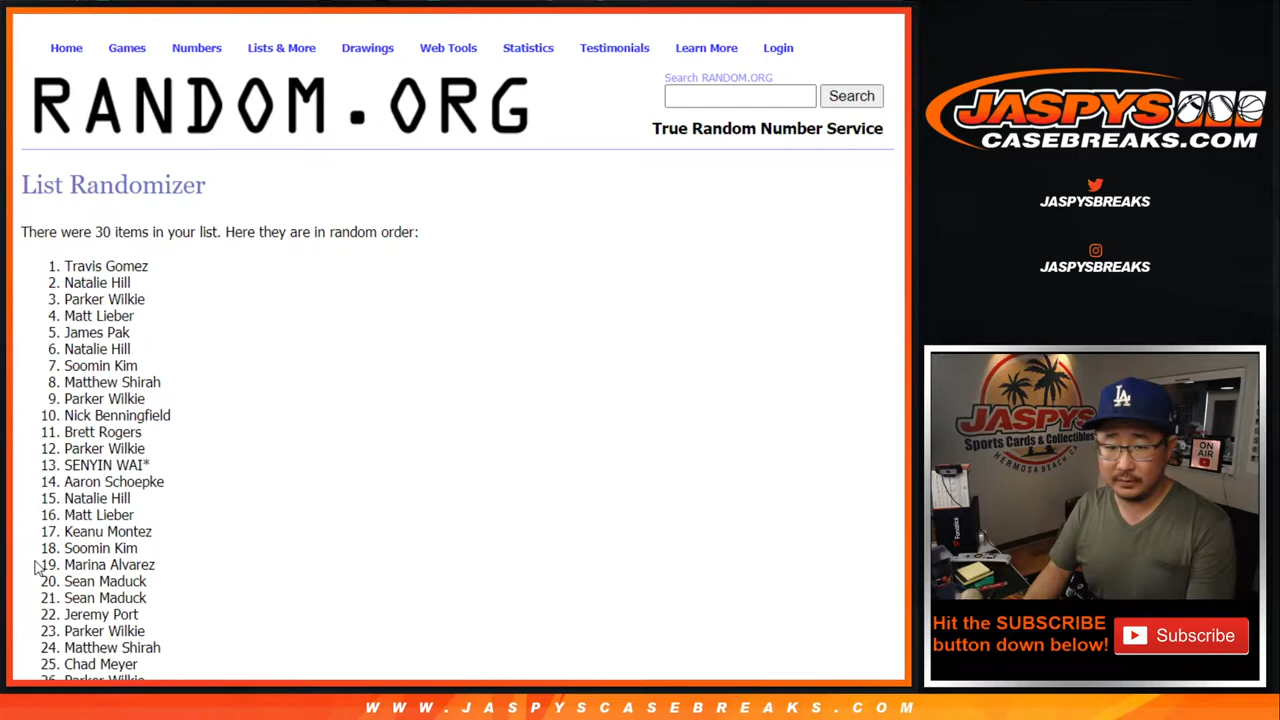 Home Games Numbers Lists & More Drawings Web Tools Statistics Testimonials Learn More Login
RANDOM.ORG
Search RANDOM.ORG
Search
True Random Number Service
List Randomizer
There were 30 items in your list. Here they are in random order:
1. Travis Gomez
2. Natalie Hill
3. Parker Wilkie
4. Matt Lieber
5. James Pak
6. Natalie Hill
7. Soomin Kim
8. Matthew Shirah
9. Parker Wilkie
10. Nick Benningfield
11. Brett Rogers
12. Parker Wilkie
13. SENYIN WAI*
14. Aaron Schoepke
15. Natalie Hill
16. Matt Lieber
17. Keanu Montez
18. Soomin Kim
19. Marina Alvarez
20. Sean Maduck
21. Sean Maduck
22. Jeremy Port
23. Parker Wilkie
24. Matthew Shirah
25. Chad Meyer
26. Parker Wilkie
JASPYS
CASEBREAKS.COM
JASPYSBREAKS
JASPYSBREAKS
JASPYS
Sports Cards & Collectibles
HERMOSA BEACH, CA
LA
ON AIR
Fanatics
Hit the SUBSCRIBE
button down below!
Subscribe
WWW.JASPYSCASEBREAKS.COM